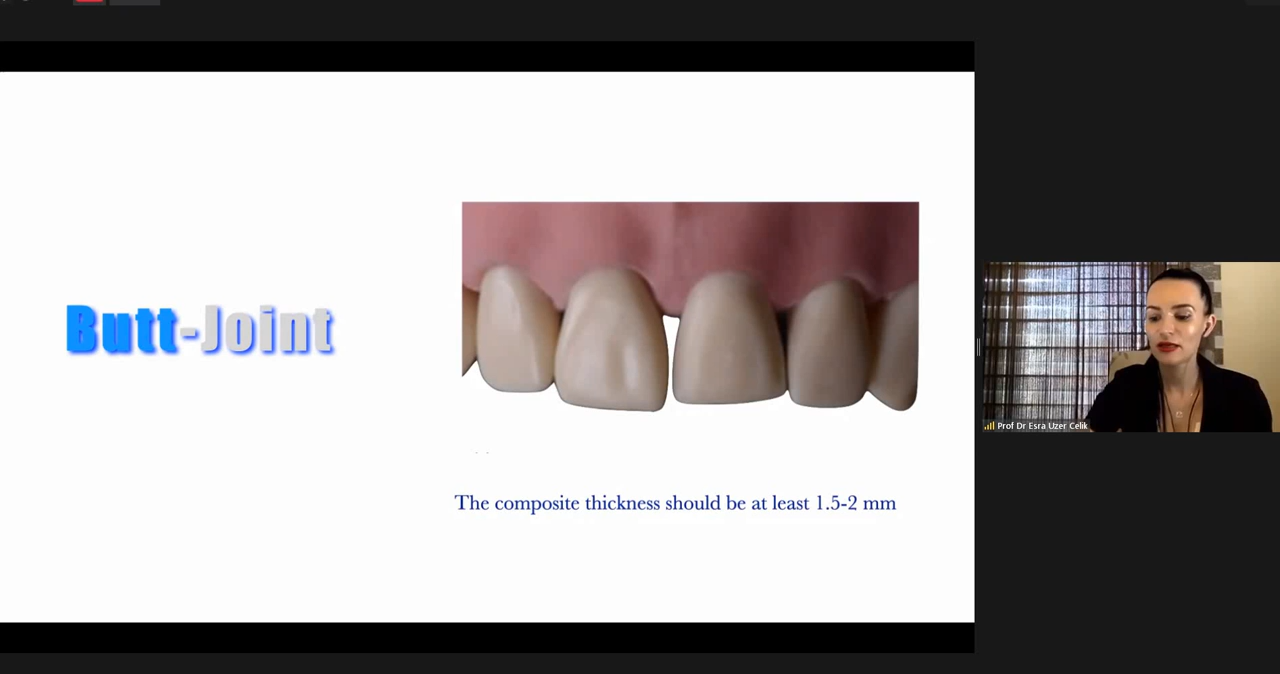 Butt-Joint
The composite thickness should be at least 1.5-2 mm
Prof Dr Esra Uzer Celik